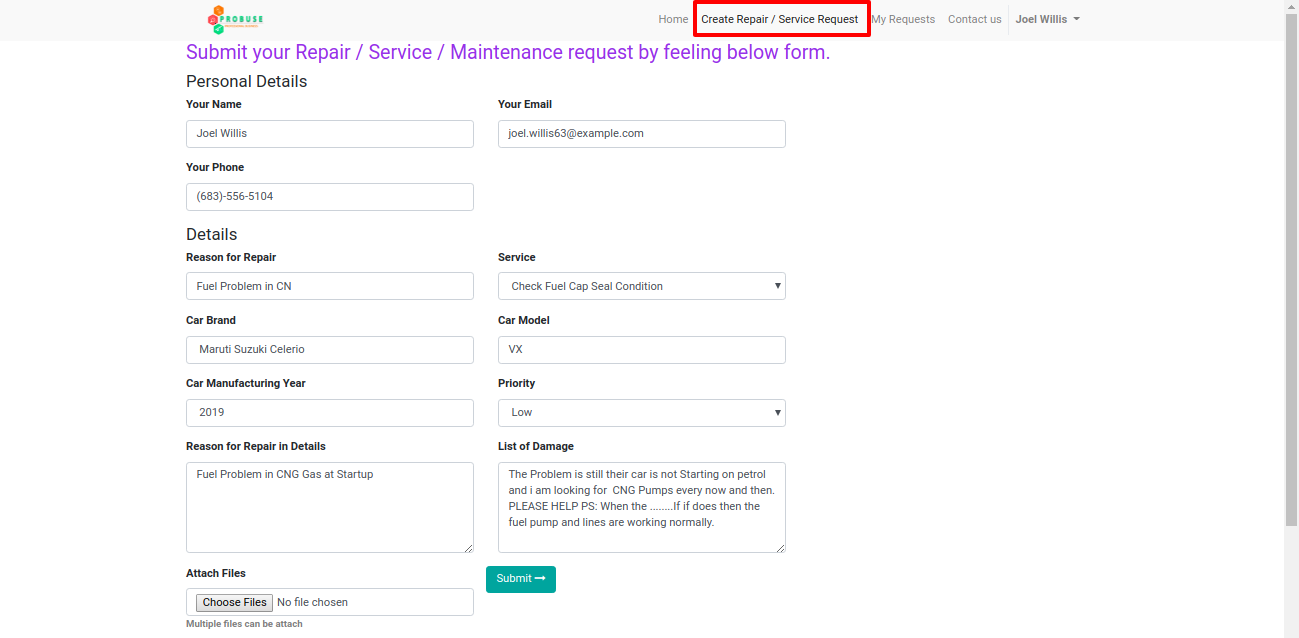 PROBUSE
Home Create Repair / Service Request My Requests Contact us Joel Willis
Submit your Repair / Service / Maintenance request by feeling below form.
Personal Details
Your Name Your Email
Joel Willis joel.willis63@example.com
Your Phone
(683)-556-5104
Details
Reason for Repair Service
Fuel Problem in CN Check Fuel Cap Seal Condition
Car Brand Car Model
Maruti Suzuki Celerio VX
Car Manufacturing Year Priority
2019 Low
Reason for Repair in Details List of Damage
Fuel Problem in CNG Gas at Startup
The Problem is still their car is not Starting on petrol
and i am looking for CNG Pumps every now and then.
PLEASE HELP PS: When the ........If if does then the
fuel pump and lines are working normally.
Attach Files
Submit →
Choose Files No file chosen
Multiple files can be attach